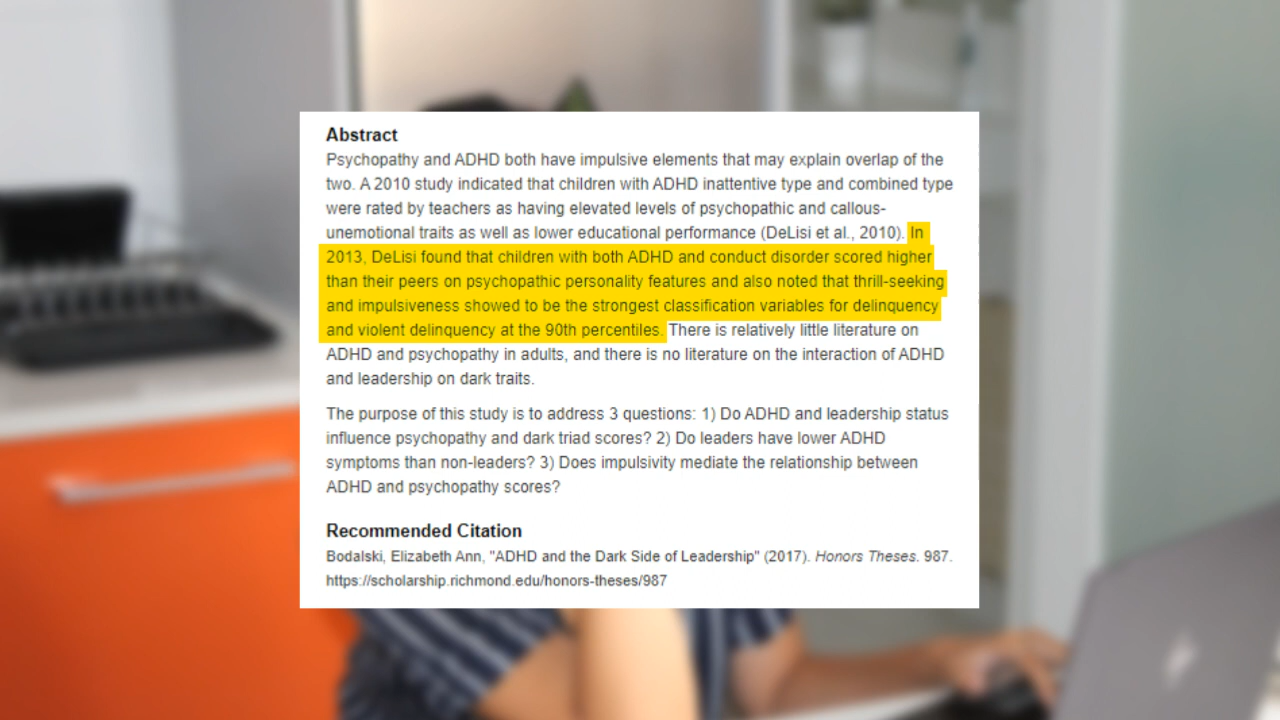 Abstract
Psychopathy and ADHD both have impulsive elements that may explain overlap of the
two. A 2010 study indicated that children with ADHD inattentive type and combined type
were rated by teachers as having elevated levels of psychopathic and callous-
unemotional traits as well as lower educational performance (DeLisi et al., 2010). In
2013, DeLisi found that children with both ADHD and conduct disorder scored higher
than their peers on psychopathic personality features and also noted that thrill-seeking
and impulsiveness showed to be the strongest classification variables for delinquency
and violent delinquency at the 90th percentiles. There is relatively little literature on
ADHD and psychopathy in adults, and there is no literature on the interaction of ADHD
and leadership on dark traits.
The purpose of this study is to address 3 questions: 1) Do ADHD and leadership status
influence psychopathy and dark triad scores? 2) Do leaders have lower ADHD
symptoms than non-leaders? 3) Does impulsivity mediate the relationship between
ADHD and psychopathy scores?
Recommended Citation
Bodalski, Elizabeth Ann, "ADHD and the Dark Side of Leadership" (2017). Honors Theses. 987.
https://scholarship.richmond.edu/honors-theses/987